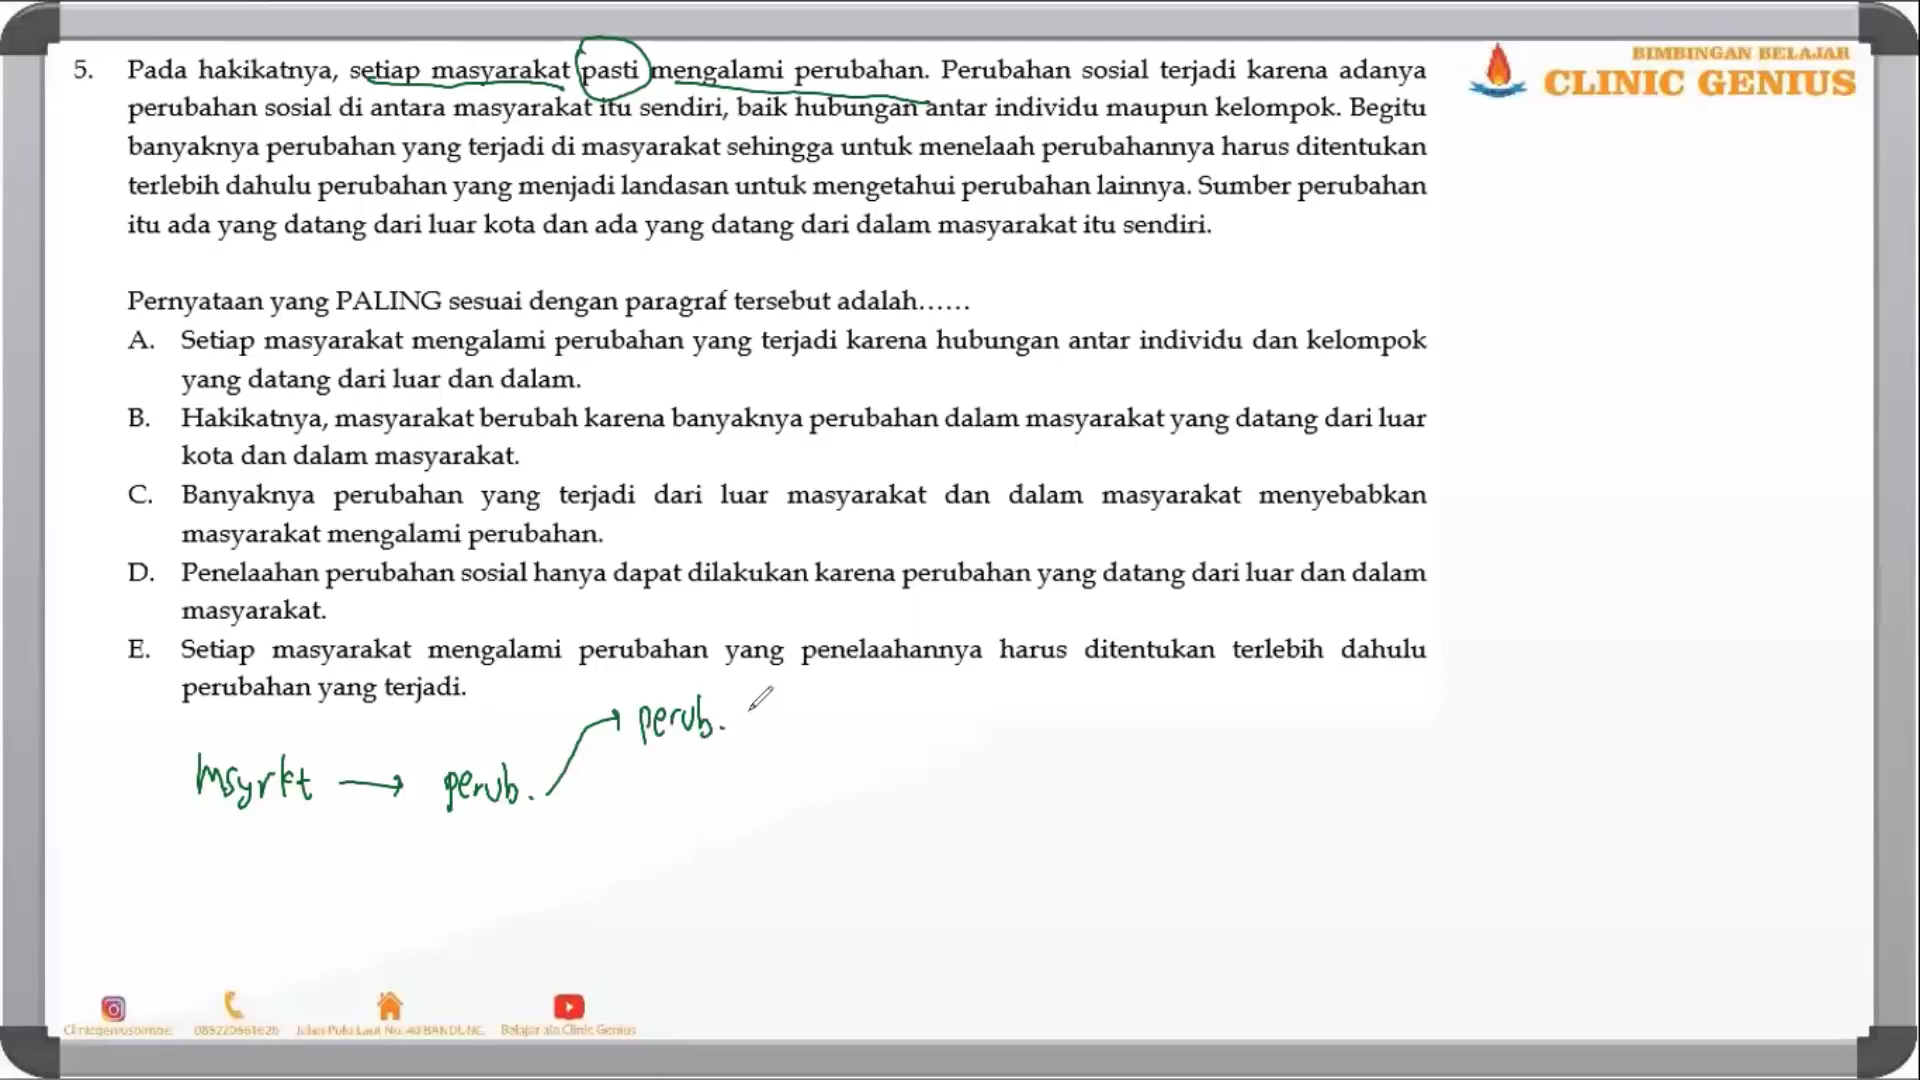 BIMBINGAN BELAJAR
CLINIC GENIUS
5. Pada hakikatnya, setiap masyarakat pasti mengalami perubahan. Perubahan sosial terjadi karena adanya
perubahan sosial di antara masyarakat itu sendiri, baik hubungan antar individu maupun kelompok. Begitu
banyaknya perubahan yang terjadi di masyarakat sehingga untuk menelaah perubahannya harus ditentukan
terlebih dahulu perubahan yang menjadi landasan untuk mengetahui perubahan lainnya. Sumber perubahan
itu ada yang datang dari luar kota dan ada yang datang dari dalam masyarakat itu sendiri.
Pernyataan yang PALING sesuai dengan paragraf tersebut adalah……
A. Setiap masyarakat mengalami perubahan yang terjadi karena hubungan antar individu dan kelompok
yang datang dari luar dan dalam.
B. Hakikatnya, masyarakat berubah karena banyaknya perubahan dalam masyarakat yang datang dari luar
kota dan dalam masyarakat.
C. Banyaknya perubahan yang terjadi dari luar masyarakat dan dalam masyarakat menyebabkan
masyarakat mengalami perubahan.
D. Penelaahan perubahan sosial hanya dapat dilakukan karena perubahan yang datang dari luar dan dalam
masyarakat.
E. Setiap masyarakat mengalami perubahan yang penelaahannya harus ditentukan terlebih dahulu
perubahan yang terjadi.
perub.
msyrkt → perub.
Jalan Pulo Laut No. 40 BANDUNG
Belajar ala Clinic Genius